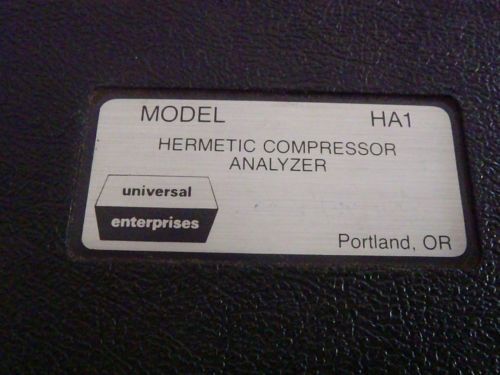 MODEL HA1
HERMETIC COMPRESSOR
ANALYZER
universal
enterprises
Portland, OR